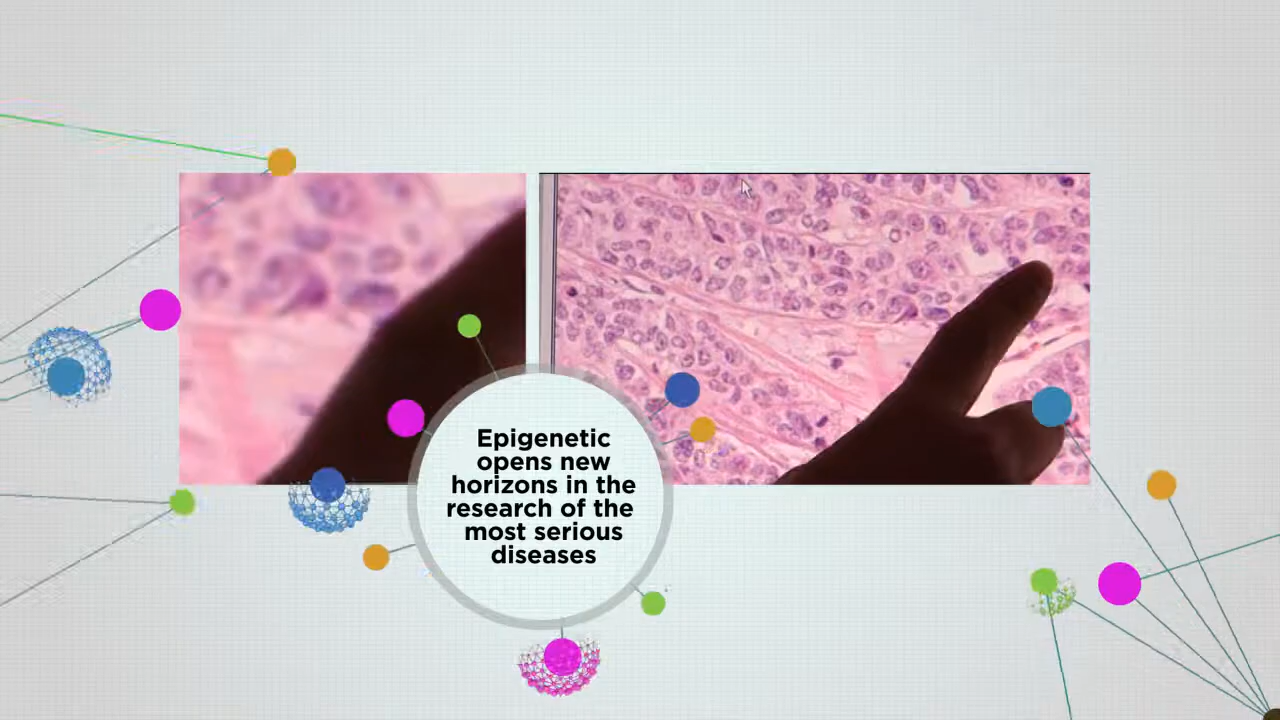 Epigenetic
opens new
horizons in the
research of the
most serious
diseases